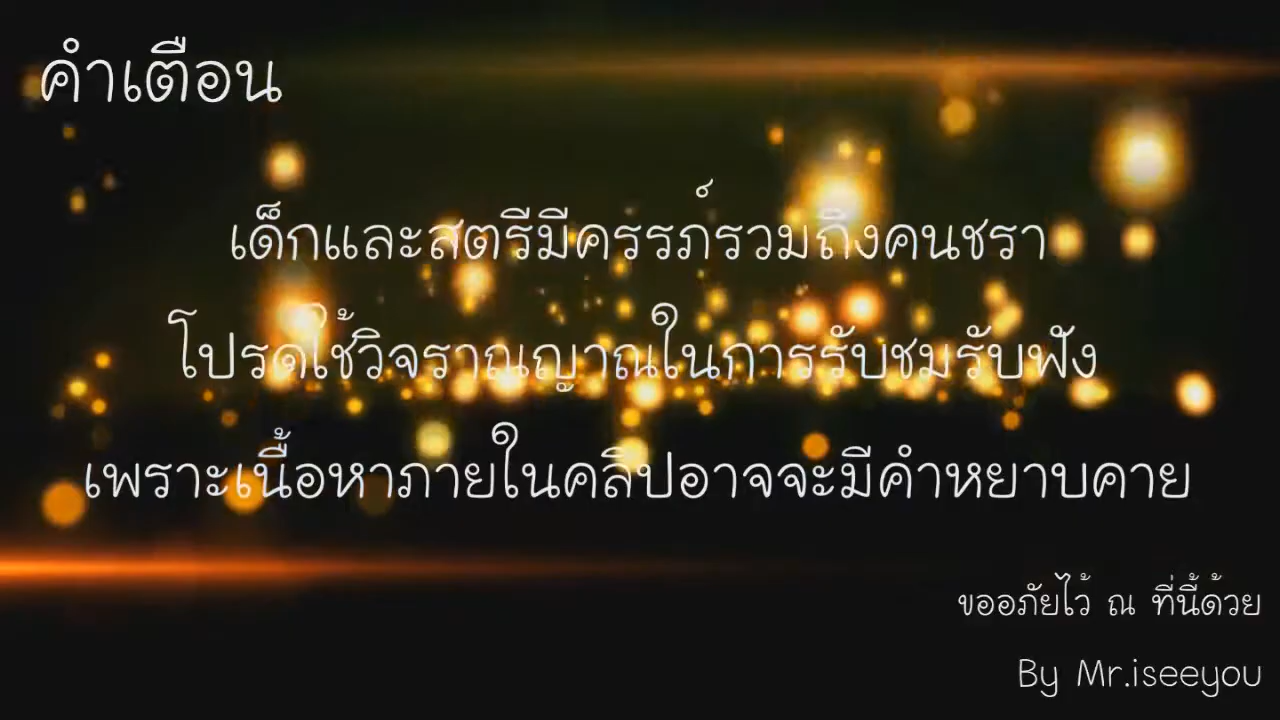 คำเตือน
เด็กและสตรีมีครรภ์รวมถึงคนชรา
โปรดใช้วิจราณญาณในการรับชมรับฟัง
เพราะเนื้อหาภายในคลิปอาจจะมีคำหยาบคาย
ขออภัยไว้ ณ ที่นี้ด้วย
By Mr.iseeyou